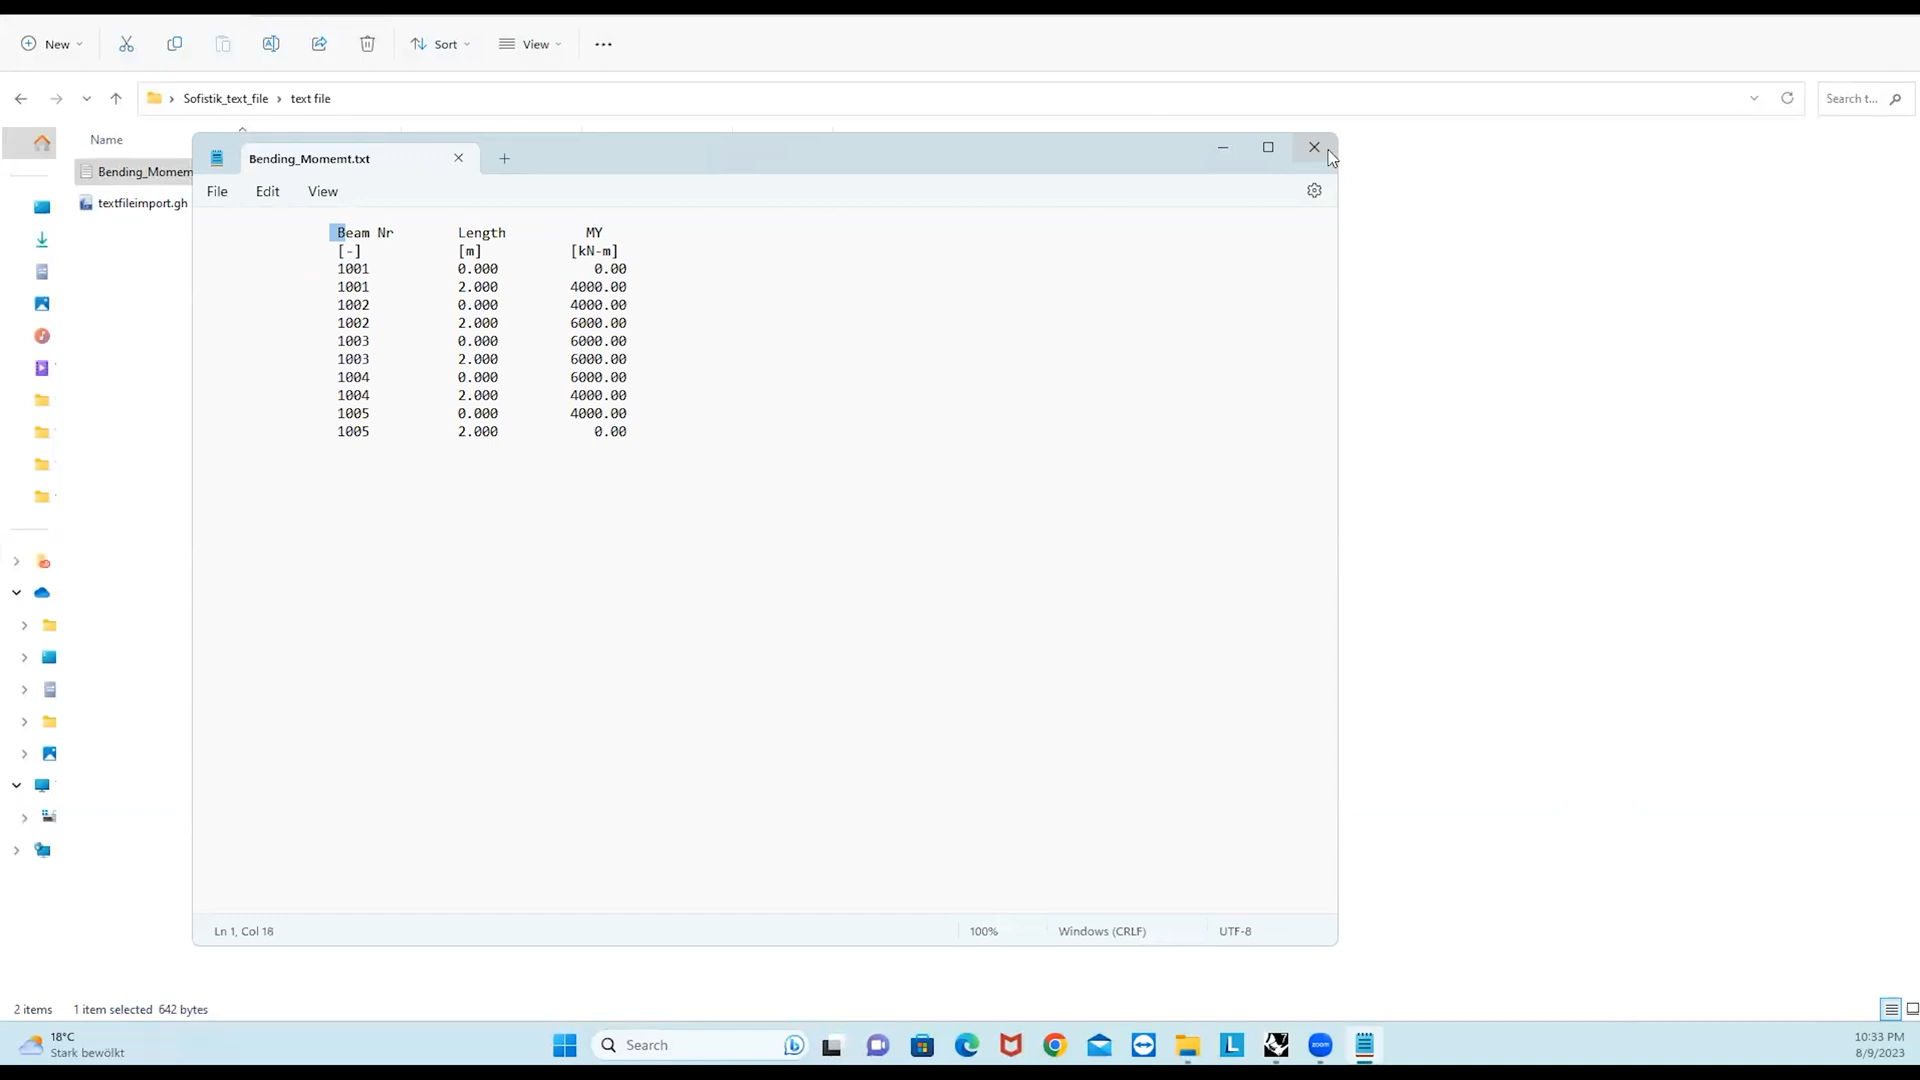 New Sort View
Sofistik_text_file › text file Search t...
Name
Bending_Momem
textfileimport.gh
Bending_Momemt.txt
File Edit View
Beam Nr Length MY
[-] [m] [kN-m]
1001 0.000 0.00
1001 2.000 4000.00
1002 0.000 4000.00
1002 2.000 6000.00
1003 0.000 6000.00
1003 2.000 6000.00
1004 0.000 6000.00
1004 2.000 4000.00
1005 0.000 4000.00
1005 2.000 0.00
Ln 1, Col 18 100% Windows (CRLF) UTF-8
2 items 1 item selected 642 bytes
18°C
Stark bewölkt
Search
L
zoom
10:33 PM
8/9/2023